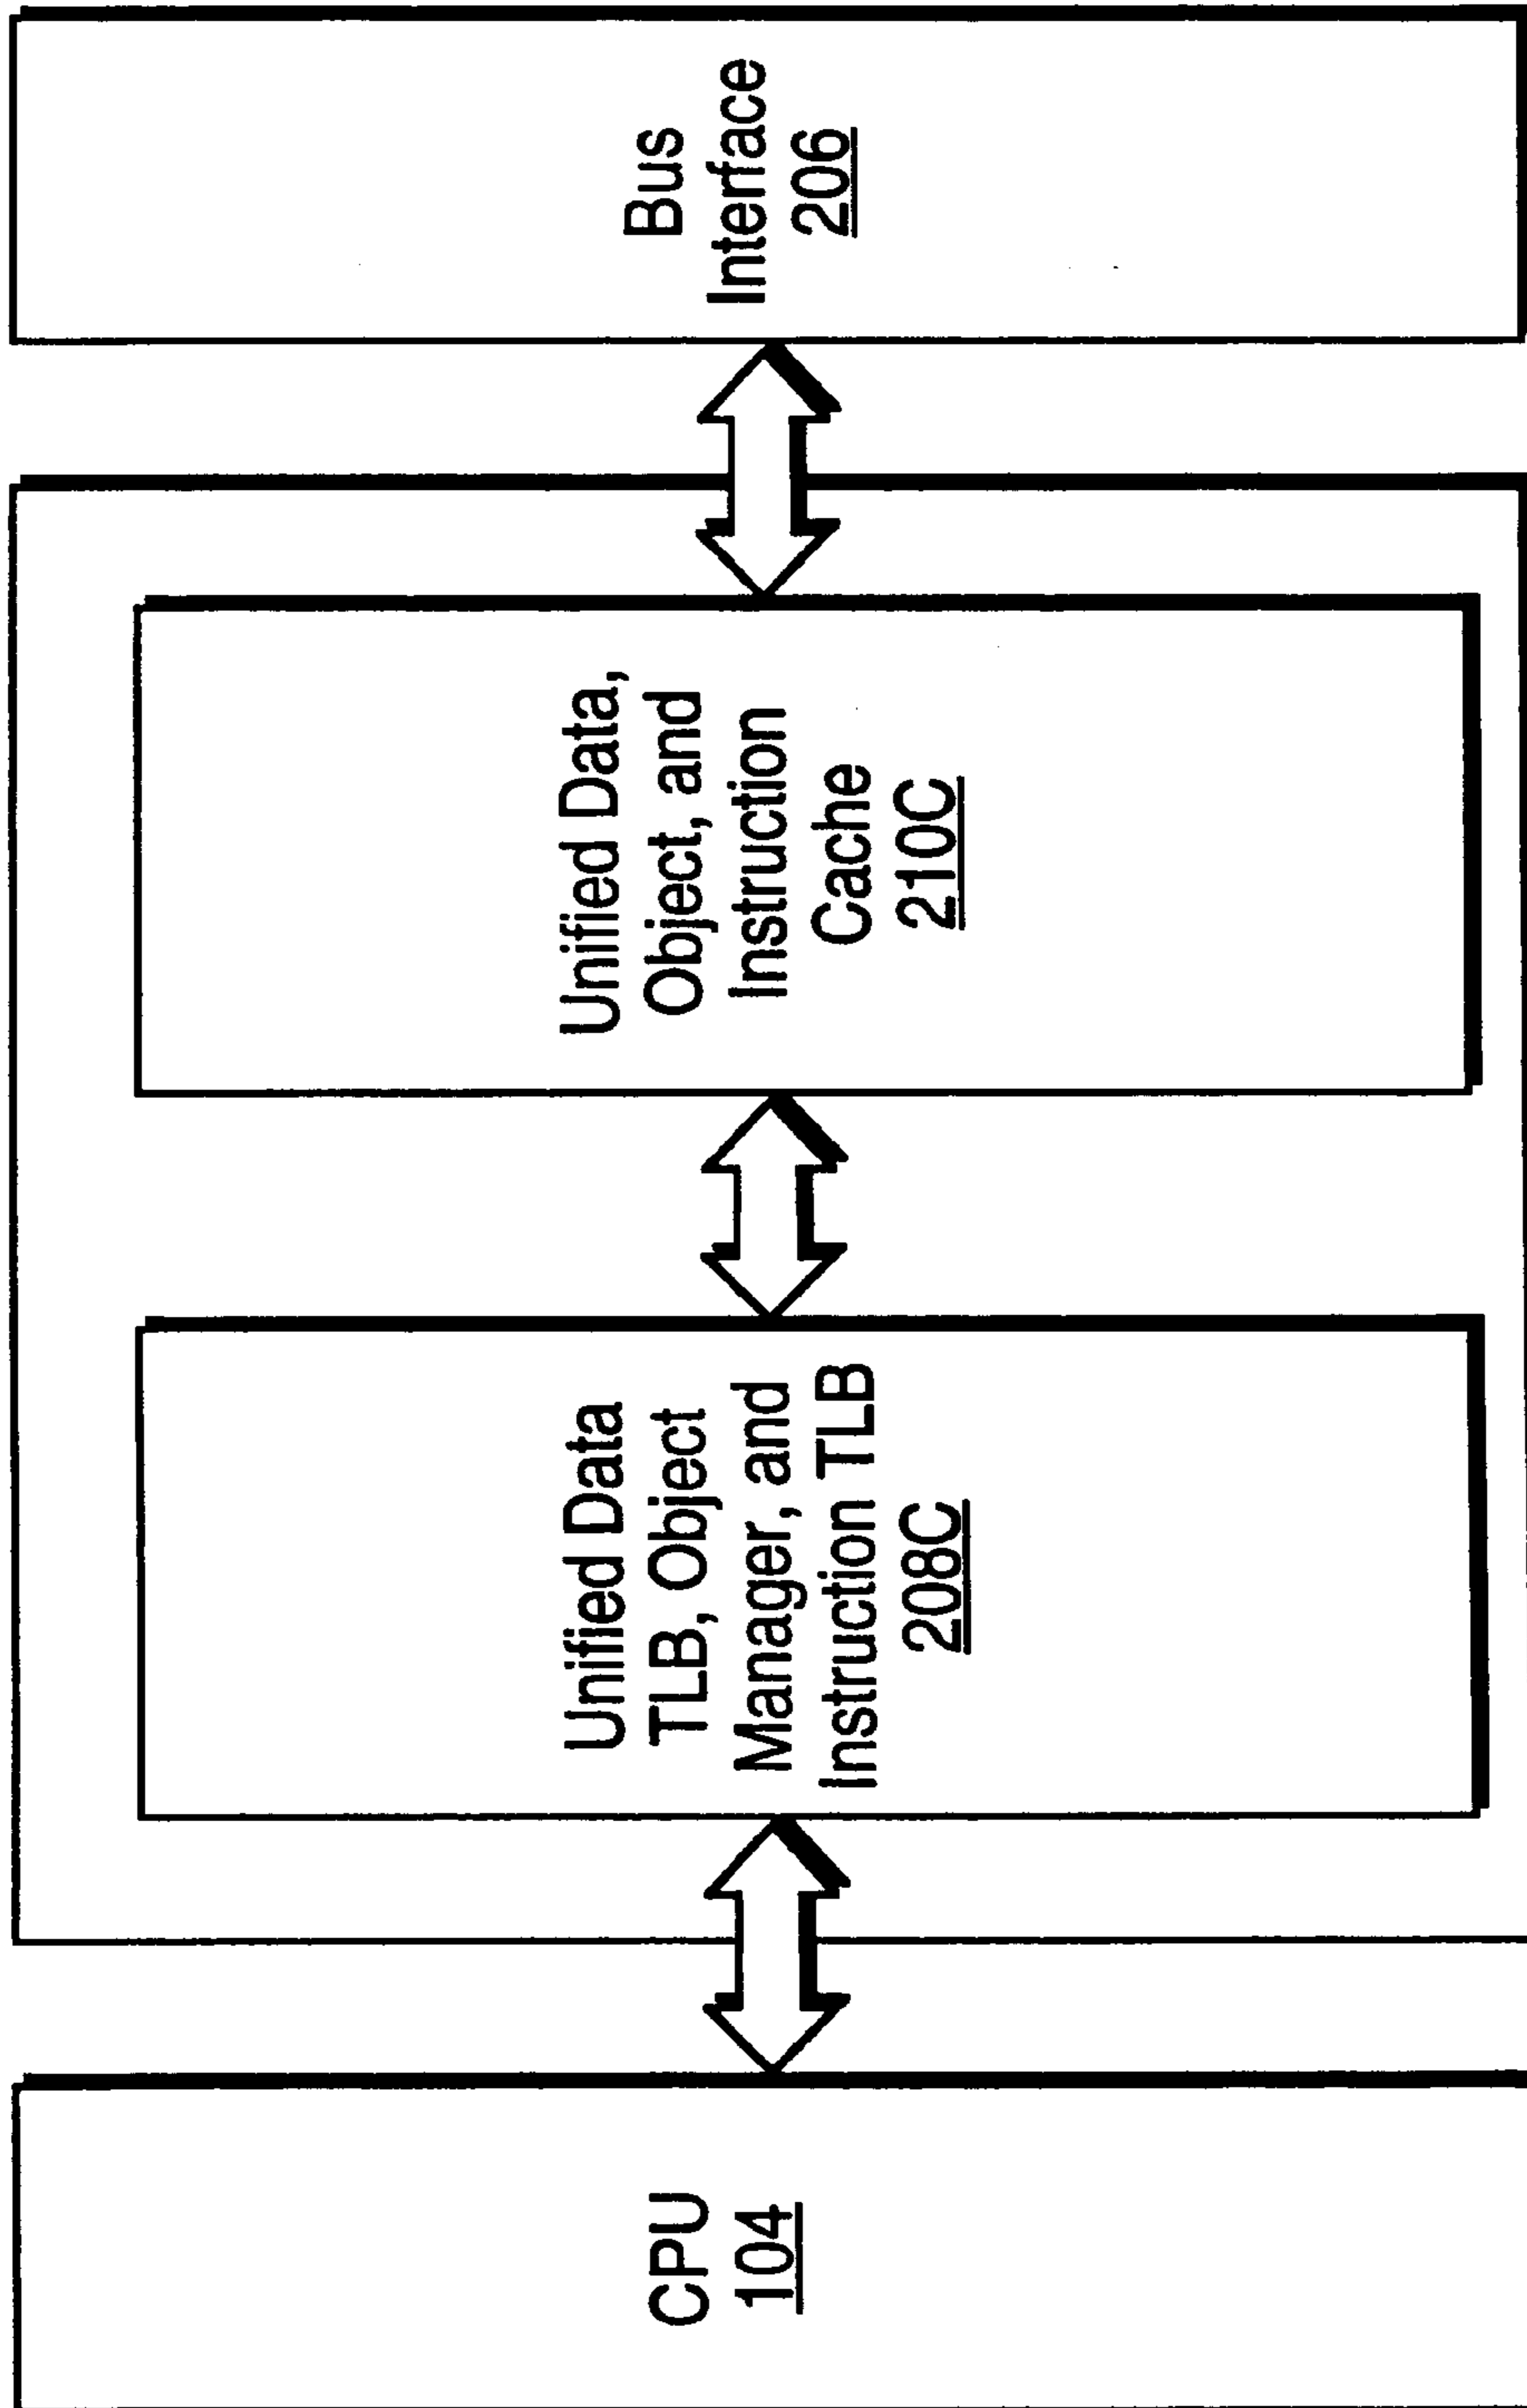 CPU
104
Unified Data
TLB, Object
Manager, and
Instruction TLB
208C
Unified Data,
Object, and
Instruction
Cache
210C
Bus
Interface
206